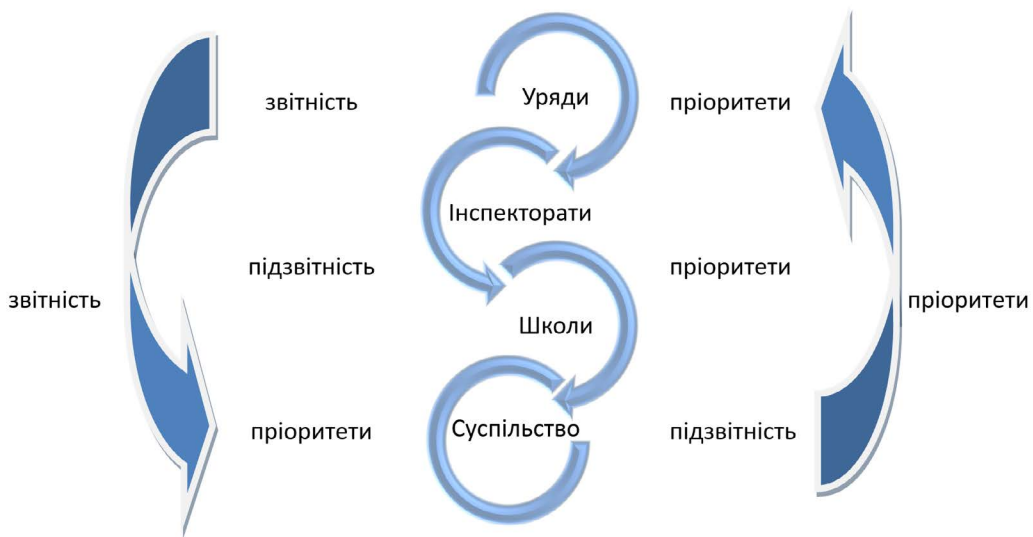 звітність
Уряди
пріоритети
Інспекторати
підзвітність
пріоритети
звітність
пріоритети
Школи
пріоритети
Суспільство
підзвітність